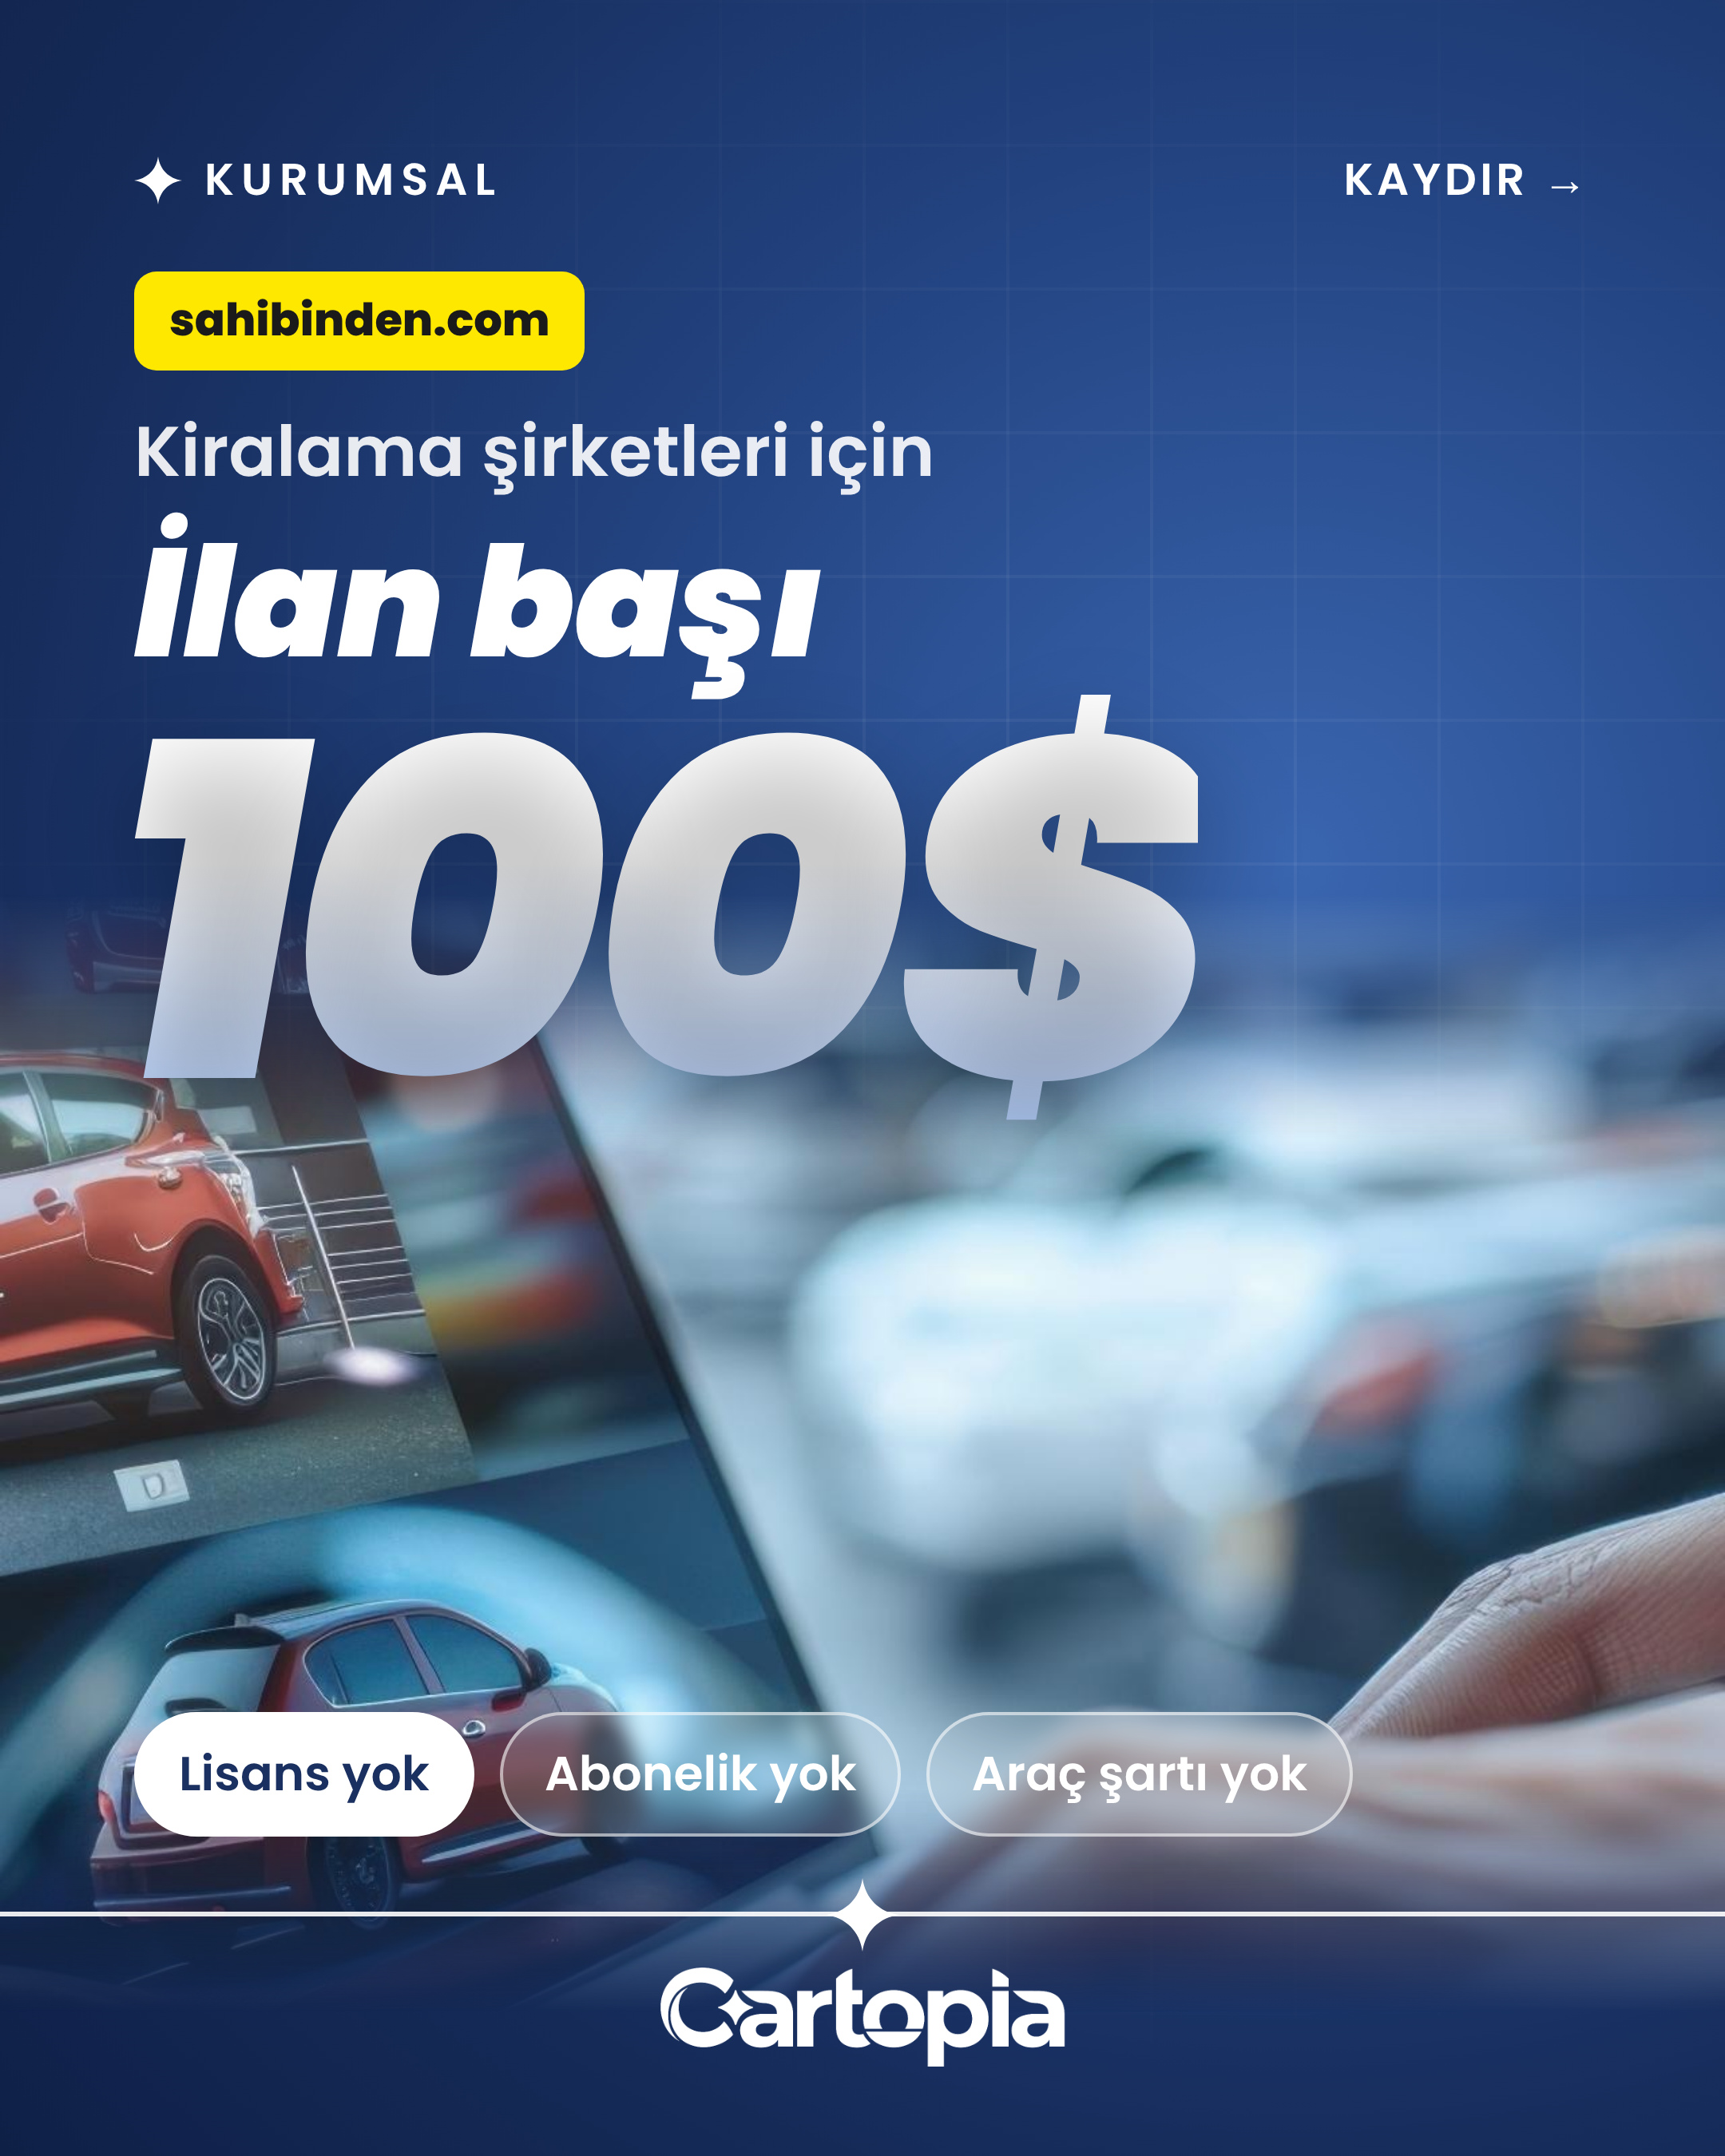 KURUMSAL
KAYDIR →
sahibinden.com
Kiralama şirketleri için
İlan başı
100$
Lisans yok
Abonelik yok
Araç şartı yok
Cartopia